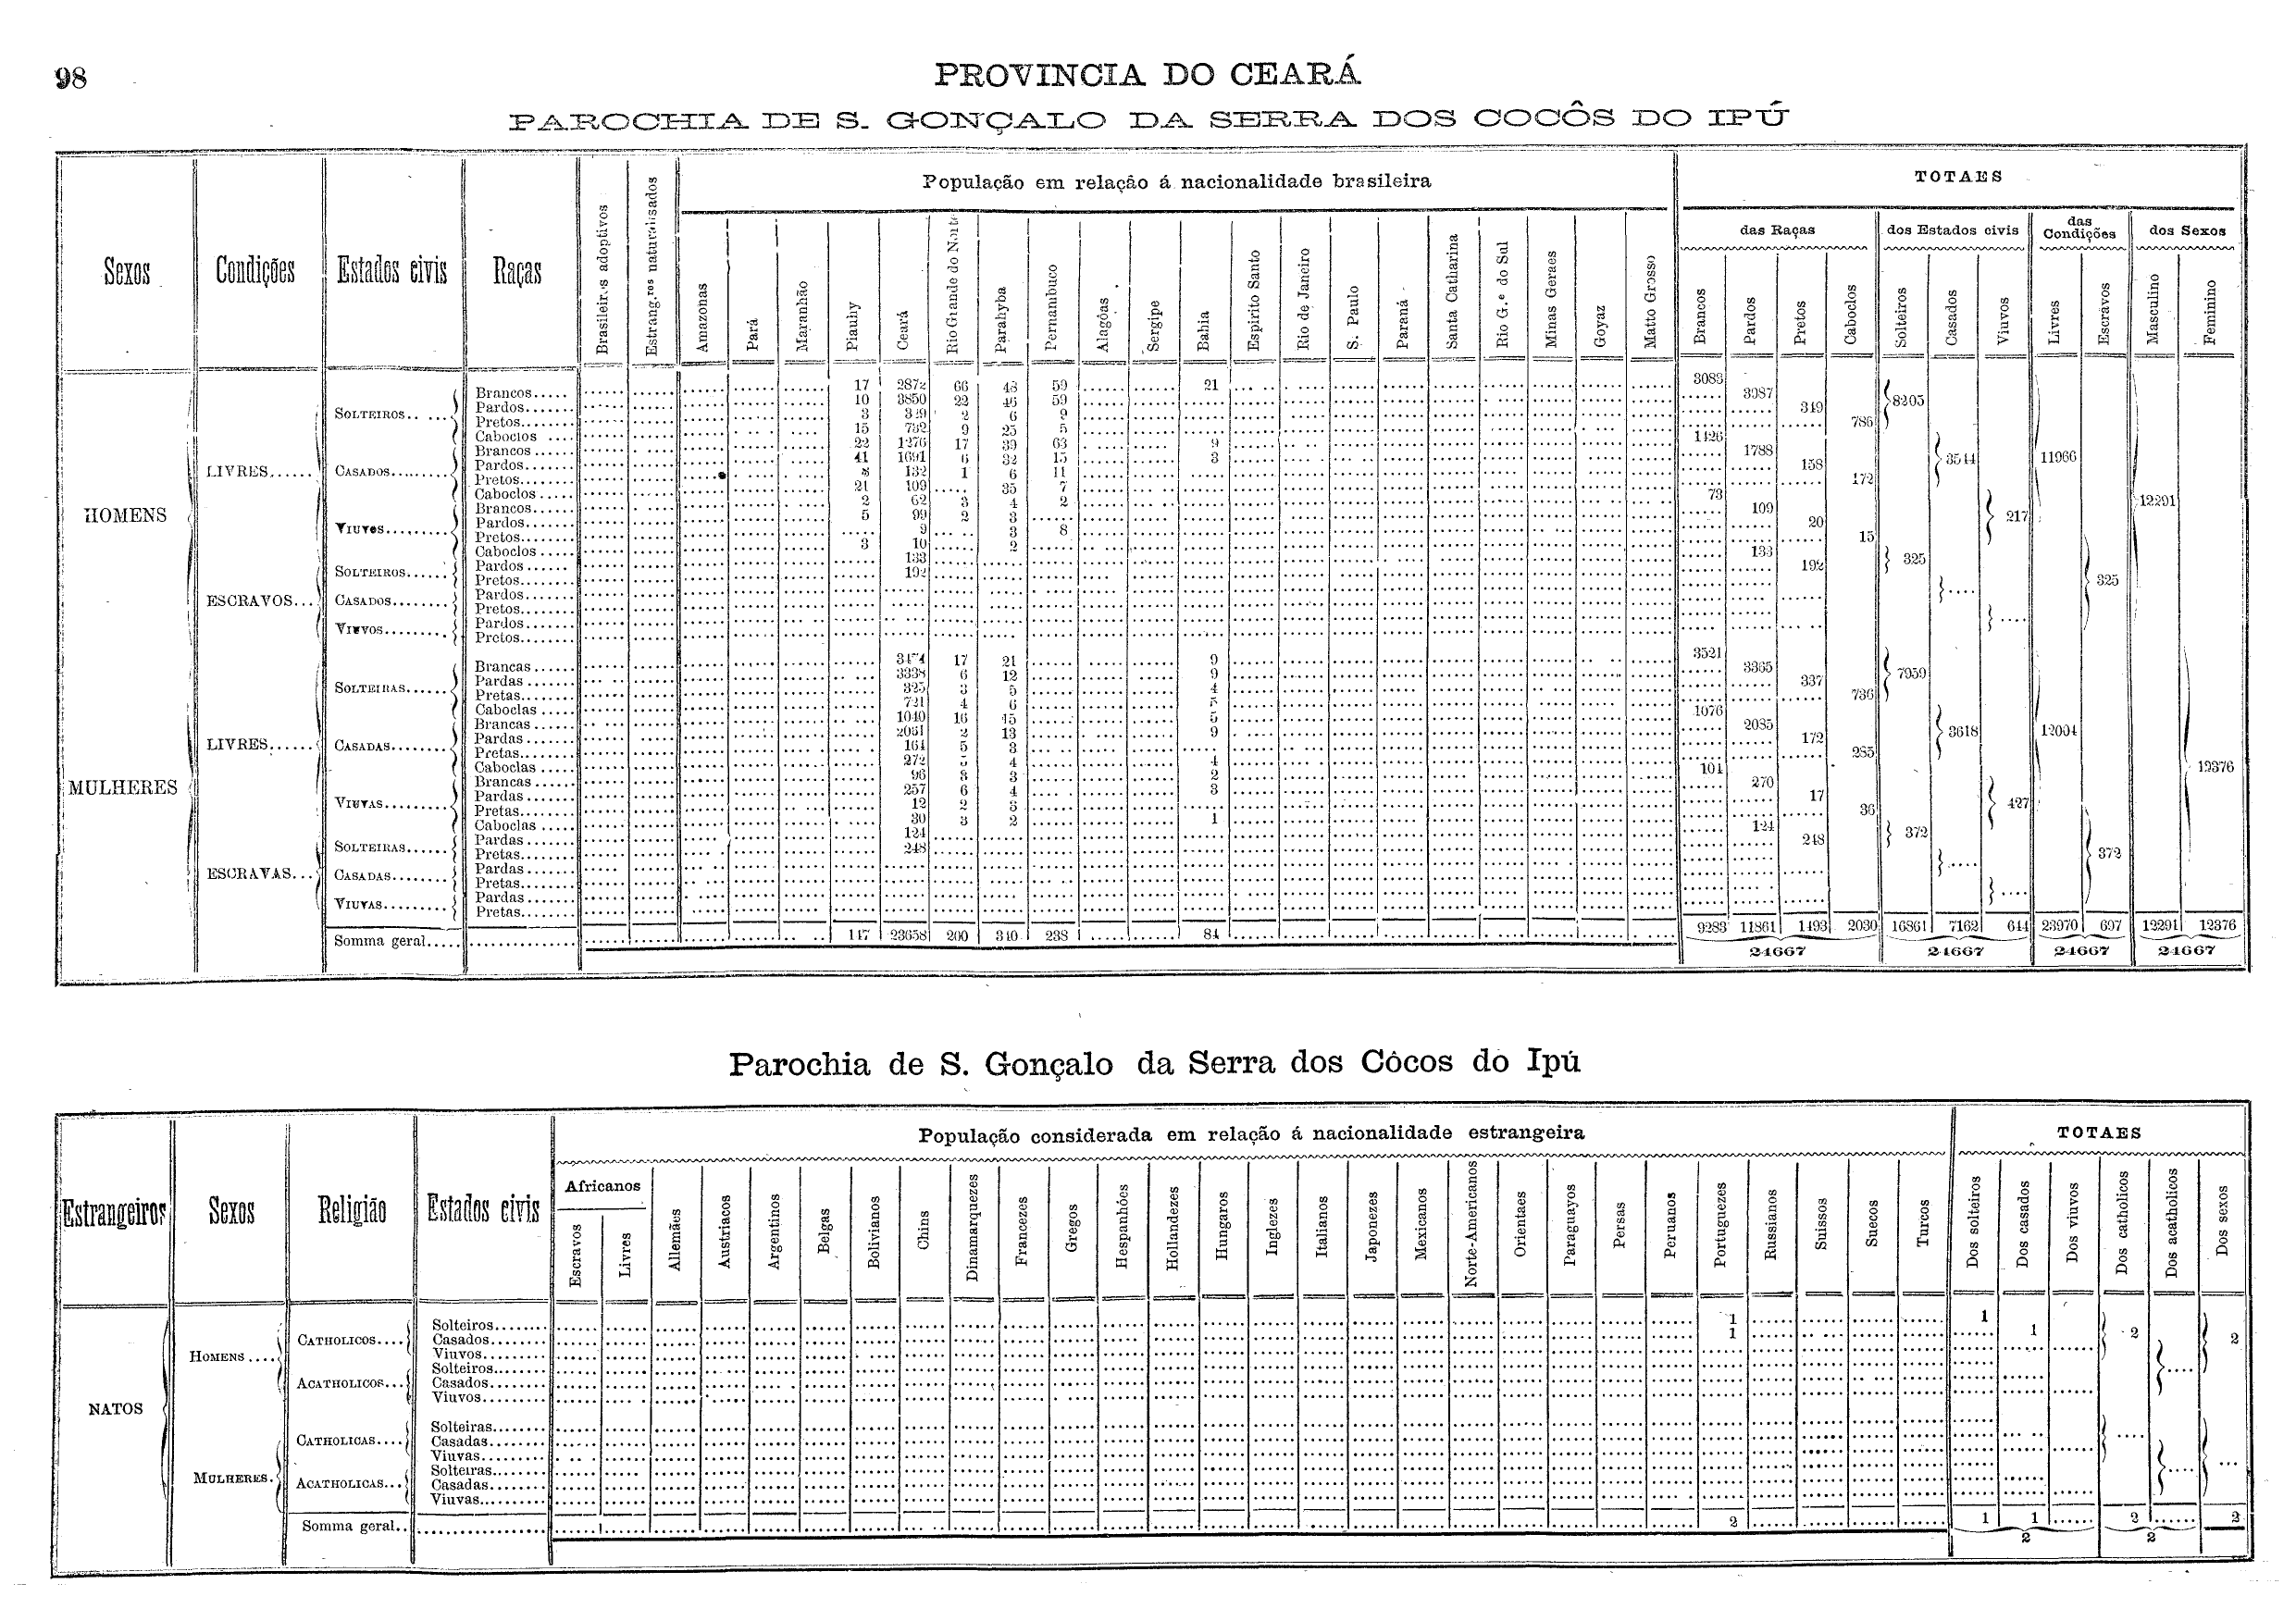 98
PROVINCIA DO CEARÁ
PAROCHIA DE S. GONÇALO DA SERRA DOS COCÔS DO IPÚ
Sexos Condições Estados civis Raças Brasileiros adoptivos Estrang.ros naturalisados População em relação á nacionalidade brasileira TOTAES
Amazonas Pará Maranhão Piauhy Ceará Rio Grande do Norte Parahyba Pernambuco Alagôas Sergipe Bahia Espirito Santo Rio de Janeiro S. Paulo Paraná Santa Catharina Rio G.e do Sul Minas Geraes Goyaz Matto Grosso
das Raças dos Estados civis das Condições dos Sexos
Brancos Pardos Pretos Caboclos Solteiros Casados Viuvos Livres Escravos Masculino Feminino
HOMENS
LIVRES 11966 12291
SOLTEIROS 8205
Brancos 17 2872 66 48 59 21 3083
Pardos 10 3850 22 46 59 3987
Pretos 3 2 6 9
Caboclos 15 732 9 25 5 786
CASADOS 3544
Brancos 22 1276 17 39 63 9 1426
Pardos 41 1691 6 32 15 3 1788
Pretos 8 132 1 6 11 158
Caboclos 21 109 35 7 172
VIUVOS 217
Brancos 2 62 3 4 2 73
Pardos 5 99 2 3 109
Pretos 9 3 8 20
Caboclos 3 10 2 15
ESCRAVOS 325
SOLTEIROS 325
Pardos 133 133
Pretos 192 192
CASADOS
Pardos
Pretos
VIUVOS
Pardos
Pretos
MULHERES
LIVRES 12004 12376
SOLTEIRAS 7959
Brancas 3474 17 21 9 3521
Pardas 3338 6 12 9 3365
Pretas 325 3 5 4 337
Caboclas 721 4 6 5 736
CASADAS 3618
Brancas 1040 16 15 5 1076
Pardas 2061 2 13 9 2085
Pretas 164 5 3 172
Caboclas 272 5 4 4 285
VIUVAS 427
Brancas 96 3 2 101
Pardas 257 6 4 3 270
Pretas 12 2 3 17
Caboclas 30 3 2 1 36
ESCRAVAS 372
SOLTEIRAS 372
Pardas 124 124
Pretas 248 248
CASADAS
Pardas
Pretas
VIUVAS
Pardas
Pretas
Somma geral 147 23658 200 340 238 84 9283 11861 1493 2030 16861 7162 644 23970 697 12291 12376
24667 24667 24667 24667
Parochia de S. Gonçalo da Serra dos Côcos do Ipú
Estrangeiros Sexos Religião Estados civis População considerada em relação á nacionalidade estrangeira TOTAES
Africanos
Escravos Livres Allemães Austriacos Argentinos Belgas Bolivianos Chins Dinamarquezes Francezes Gregos Hespanhóes Hollandezes Hungaros Inglezes Italianos Japonezes Mexicanos Norte-Americanos Orientaes Paraguayos Persas Peruanos Portuguezes Russianos Suissos Suecos Turcos Dos solteiros Dos casados Dos viuvos Dos catholicos Dos acatholicos Dos sexos
NATOS
HOMENS 2
CATHOLICOS 2
Solteiros 1 1
Casados 1 1
Viuvos
ACATHOLICOS
Solteiros
Casados
Viuvos
MULHERES
CATHOLICAS
Solteiras
Casadas
Viuvas
ACATHOLICAS
Solteiras
Casadas
Viuvas
Somma geral 2 1 1 2 2
2 2